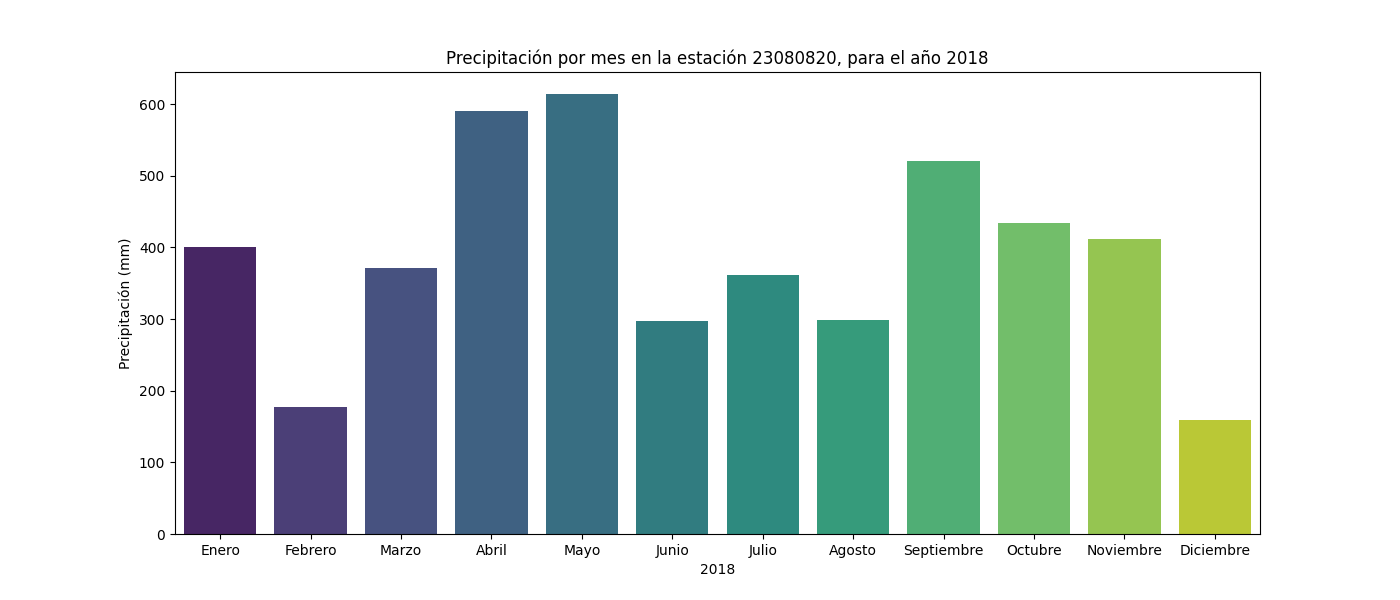 Precipitación por mes en la estación 23080820, para el año 2018
Precipitación (mm)
600
500
400
300
200
100
0
Enero Febrero Marzo Abril Mayo Junio Julio Agosto Septiembre Octubre Noviembre Diciembre
2018